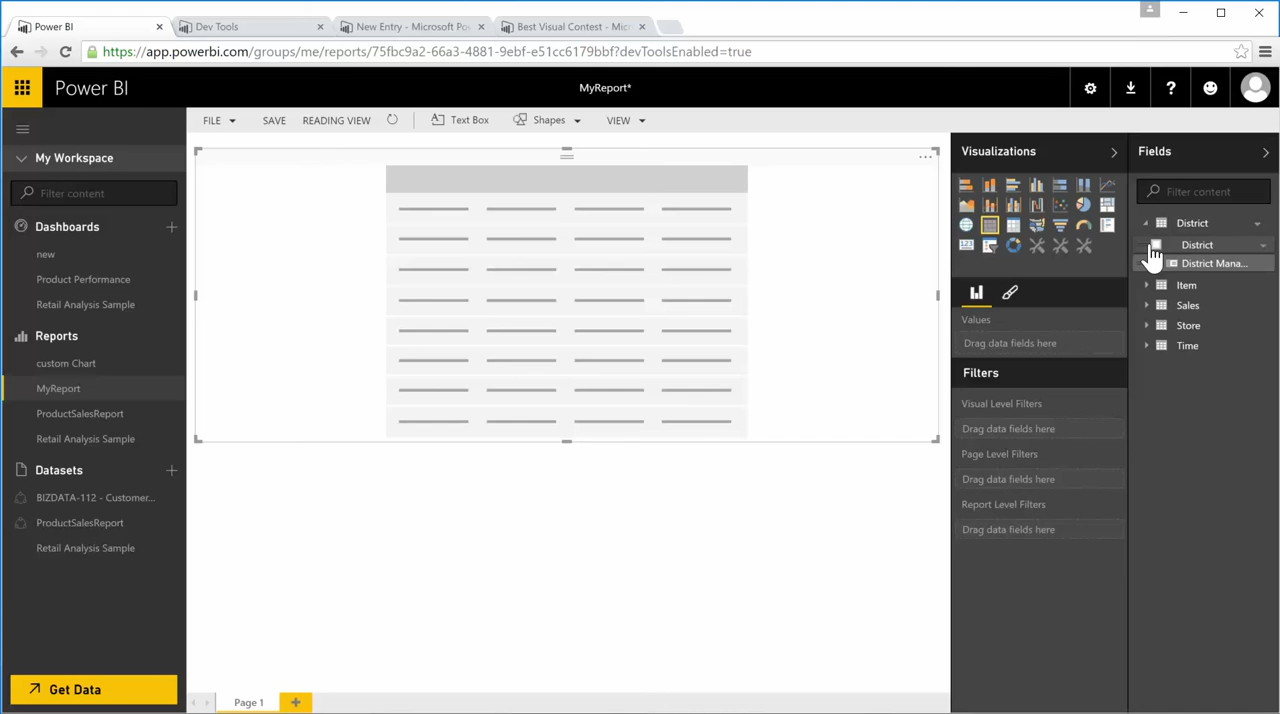 Power BI
Dev Tools
New Entry - Microsoft Po
Best Visual Contest - Micr
https://app.powerbi.com/groups/me/reports/75fbc9a2-66a3-4881-9ebf-e51cc6179bbf?devToolsEnabled=true
Power BI
MyReport*
?
FILE
SAVE
READING VIEW
Text Box
Shapes
VIEW
My Workspace
Filter content
Dashboards
new
Product Performance
Retail Analysis Sample
Reports
custom Chart
MyReport
ProductSalesReport
Retail Analysis Sample
Datasets
BIZDATA-112 - Customer...
ProductSalesReport
Retail Analysis Sample
Get Data
Page 1
Visualizations
Values
Drag data fields here
Filters
Visual Level Filters
Drag data fields here
Page Level Filters
Drag data fields here
Report Level Filters
Drag data fields here
Fields
Filter content
District
District
District Mana...
Item
Sales
Store
Time